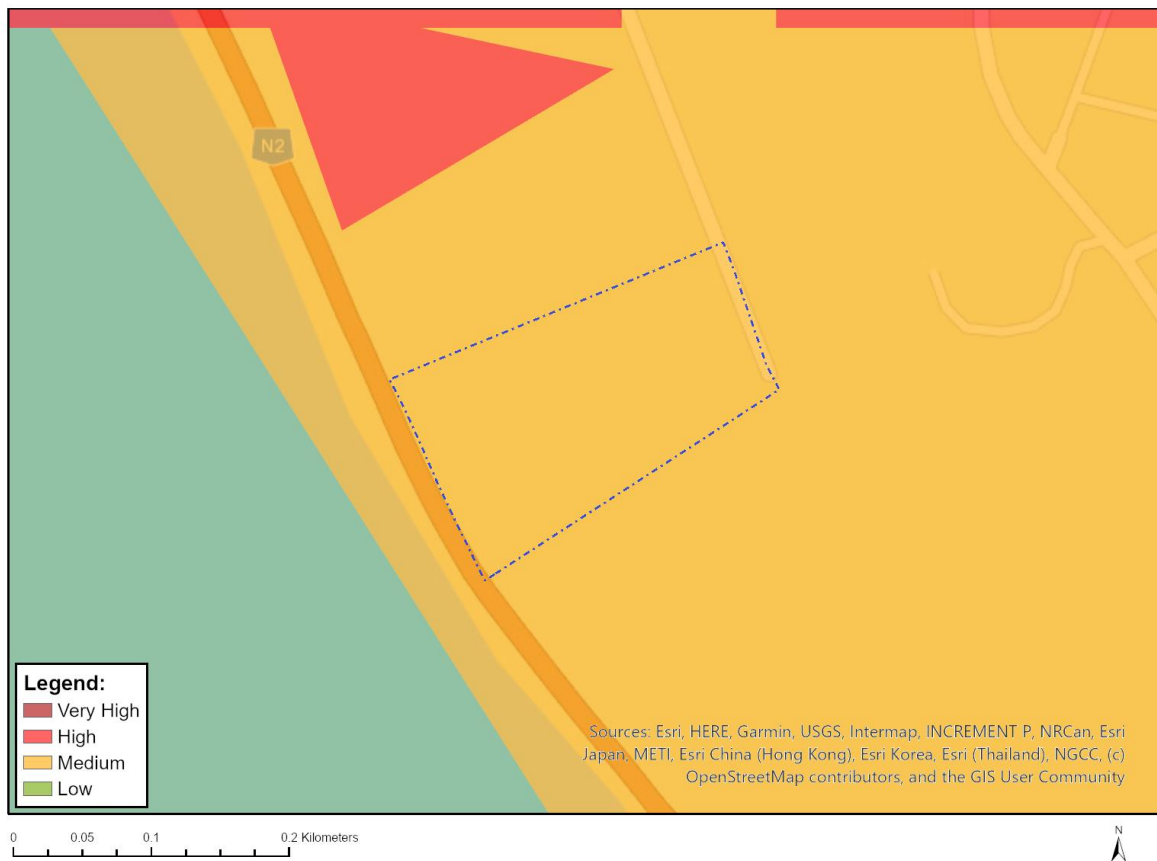 N2
Legend:
Very High
High
Medium
Low
Sources: Esri, HERE, Garmin, USGS, Intermap, INCREMENT P, NRCan, Esri
Japan, METI, Esri China (Hong Kong), Esri Korea, Esri (Thailand), NGCC, (c)
OpenStreetMap contributors, and the GIS User Community
0 0.05 0.1 0.2 Kilometers
N